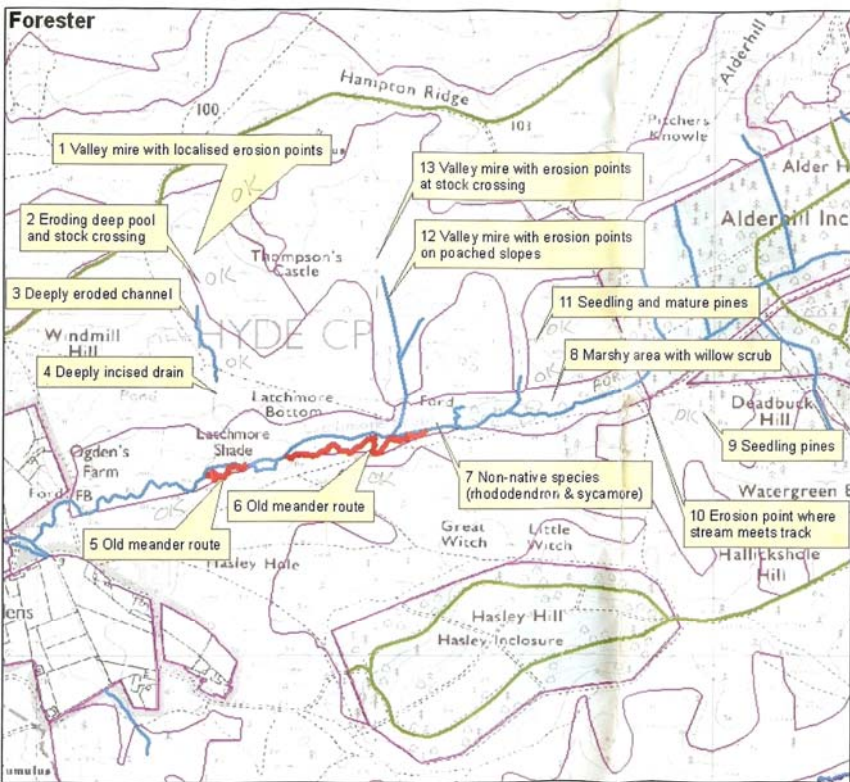 Forester
Hampton Ridge
100
103
Pitchers
Knowle
Alderhill
1 Valley mire with localised erosion points
OK
13 Valley mire with erosion points
at stock crossing
Alder H
2 Eroding deep pool
and stock crossing
OK
Thompson's
Castle
12 Valley mire with erosion points
on poached slopes
Alderhill Inc
3 Deeply eroded channel
11 Seedling and mature pines
OK
Windmill
Hill
HYDE CP
OK
8 Marshy area with willow scrub
4 Deeply incised drain
OK
Pond
Latchmore
Bottom
Ford
OK
Deadbuck
Hill
Latchmore
Shade
Ogden's
Farm
9 Seedling pines
7 Non-native species
(rhododendron & sycamore)
Ford
FB
6 Old meander route
OK
OK
Watergreen B
10 Erosion point where
stream meets track
5 Old meander route
Great
Witch
Little
Witch
Hasley Hole
Hallickshole
Hill
ens
Hasley Hill
Hasley Inclosure
umulus